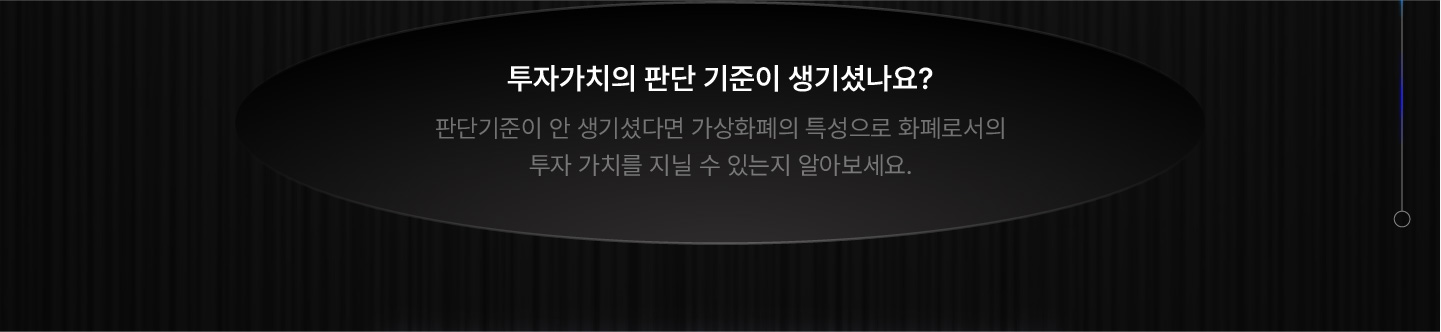 투자가치의 판단 기준이 생기셨나요?
판단기준이 안 생기셨다면 가상화폐의 특성으로 화폐로서의
투자 가치를 지닐 수 있는지 알아보세요.